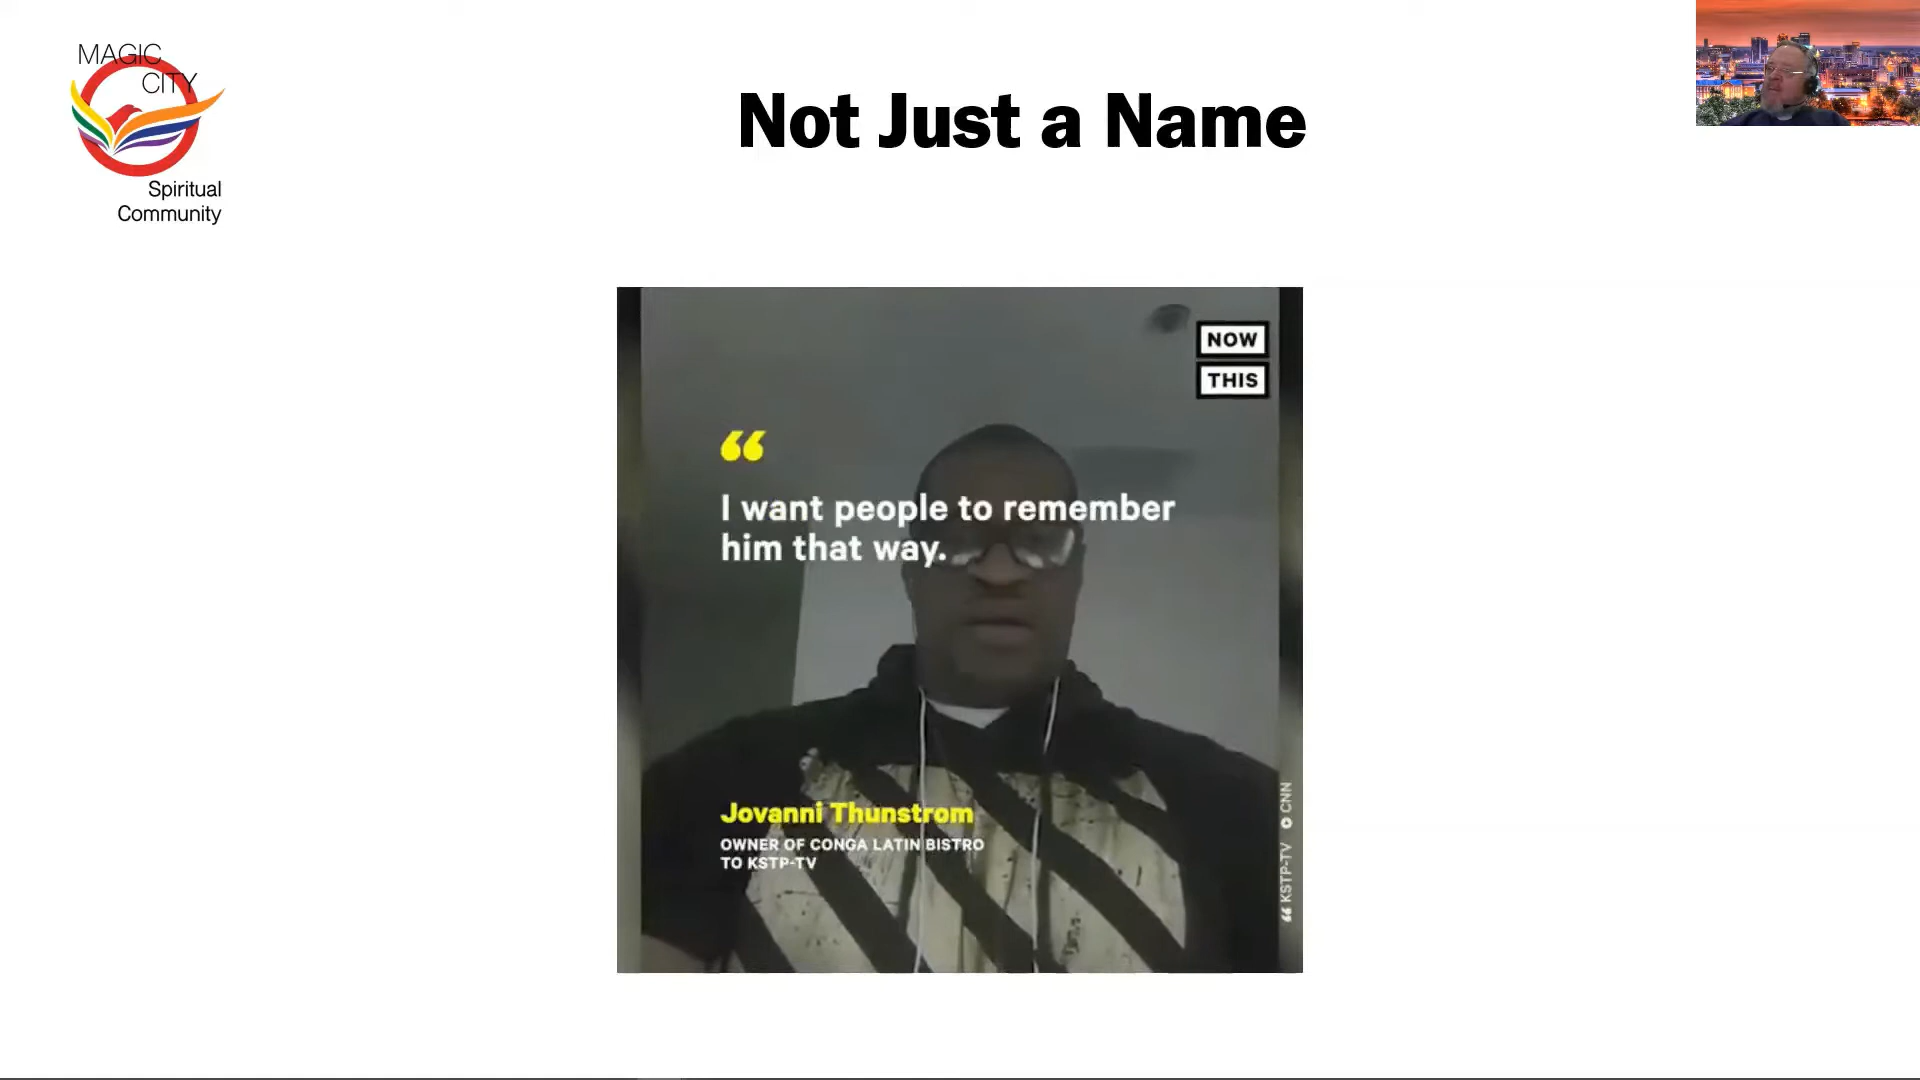 MAGIC
CITY
Spiritual
Community
Not Just a Name
NOW
THIS
“
I want people to remember
him that way.
Jovanni Thunstrom
OWNER OF CONGA LATIN BISTRO
TO KSTP-TV
“ KSTP-TV CNN